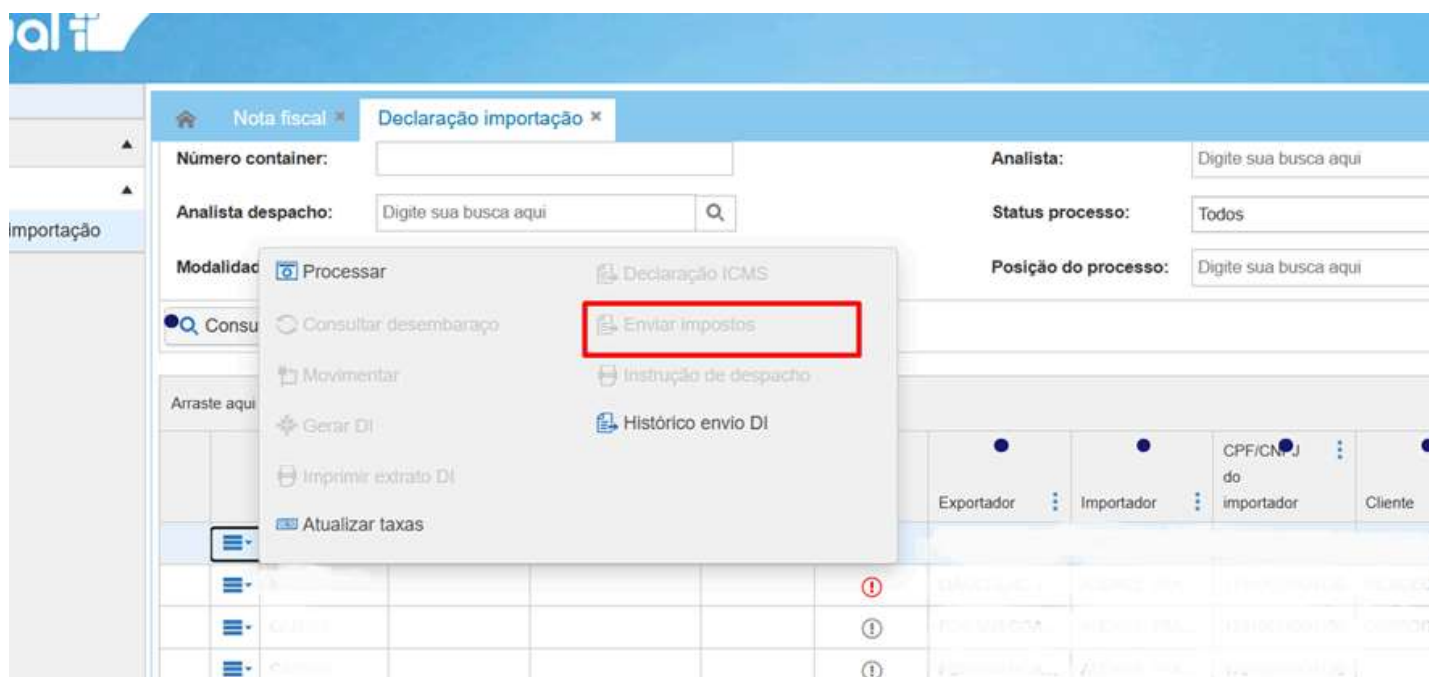 Nota fiscal
Declaração importação
importação
Número container:
Analista:
Digite sua busca aqui
Analista despacho:
Digite sua busca aqui
Status processo:
Todos
Posição do processo:
Digite sua busca aqui
Processar
Declaração ICMS
Consultar desembaraço
Enviar impostos
Movimentar
Instrução de despacho
Arraste aqui
Gerar DI
Histórico envio DI
Imprimir extrato DI
Atualizar taxas
Exportador
Importador
CPF/CNPJ
do
importador
Cliente